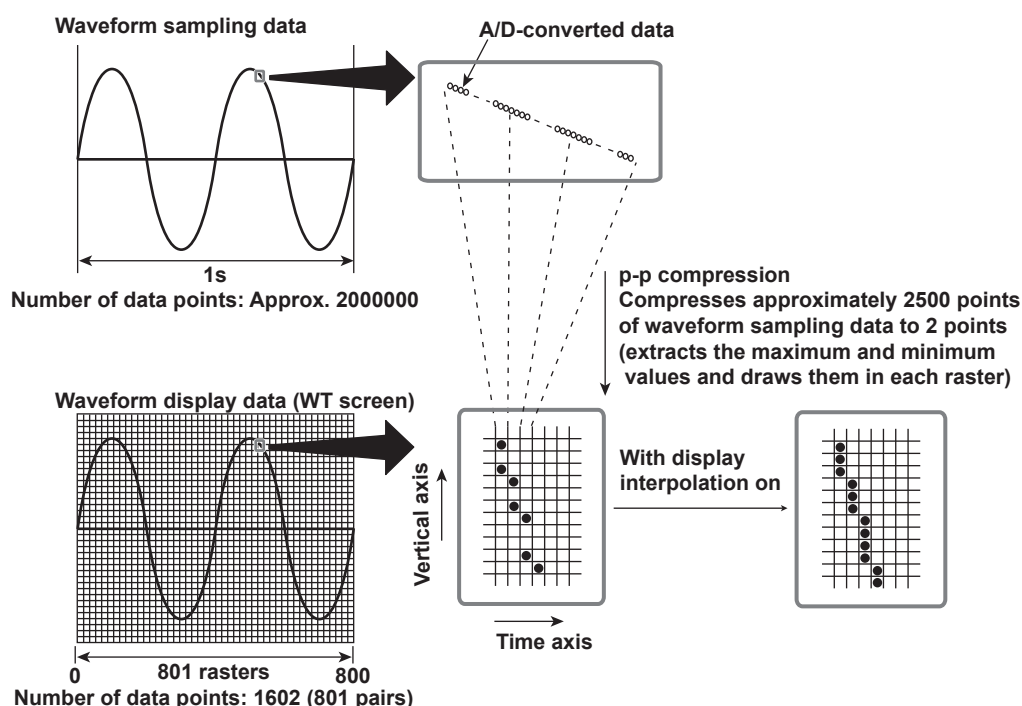 Waveform sampling data
A/D-converted data
1s
Number of data points: Approx. 2000000
p-p compression
Compresses approximately 2500 points
of waveform sampling data to 2 points
(extracts the maximum and minimum
values and draws them in each raster)
Waveform display data (WT screen)
Vertical axis
Time axis
With display
interpolation on
0
801 rasters
800
Number of data points: 1602 (801 pairs)